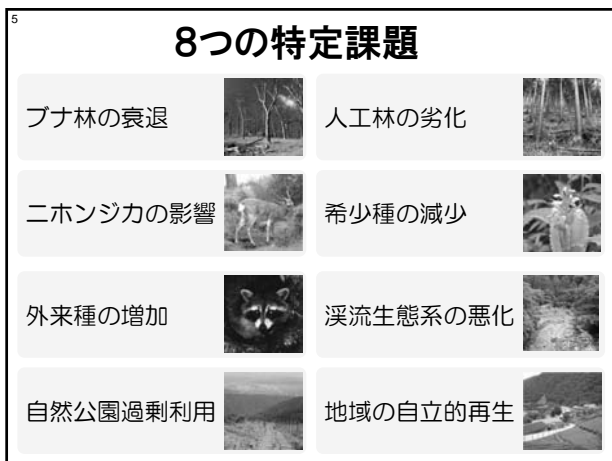 5
8つの特定課題
ブナ林の衰退
人工林の劣化
ニホンジカの影響
希少種の減少
外来種の増加
渓流生態系の悪化
自然公園過剰利用
地域の自立的再生